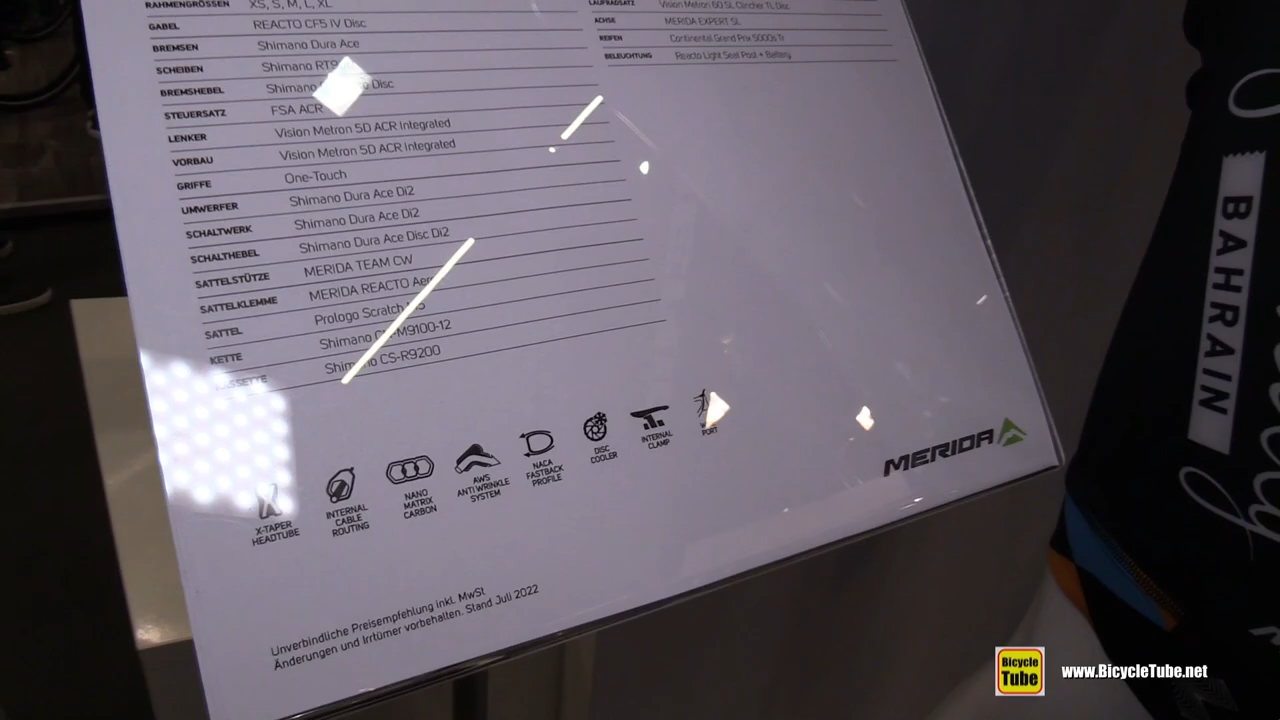 RAHMENGRÖSSEN XS, S, M, L, XL
GABEL REACTO CF5 IV Disc
BREMSEN Shimano Dura Ace
SCHEIBEN Shimano
BREMSHEBEL Shimano Disc
STEUERSATZ FSA ACR
LENKER Vision Metron 5D ACR Integrated
VORBAU Vision Metron 5D ACR Integrated
GRIFFE One-Touch
UMWERFER Shimano Dura Ace Di2
SCHALTWERK Shimano Dura Ace Di2
SCHALTHEBEL Shimano Dura Ace Disc Di2
SATTELSTÜTZE MERIDA TEAM CW
SATTELKLEMME MERIDA REACTO
SATTEL Prologo Scratch
KETTE Shimano CN-M9100-12
KASSETTE Shimano CS-R9200
LAUFRADSATZ Vision Metron 60 SL Clincher TL Disc
ACHSE MERIDA EXPERT SL
REIFEN Continental Grand Prix 5000s Tr
BELEUCHTUNG Reacto Light Seat Post + Battery
X-TAPER
HEADTUBE
INTERNAL
CABLE
ROUTING
NANO
MATRIX
CARBON
AWS
ANTI WRINKLE
SYSTEM
NACA
FASTBACK
PROFILE
DISC
COOLER
INTERNAL
CLAMP
PORT
MERIDA
Unverbindliche Preisempfehlung inkl. MwSt
Änderungen und Irrtümer vorbehalten. Stand Juli 2022
BAHRAIN
Bicycle
Tube
www.BicycleTube.net